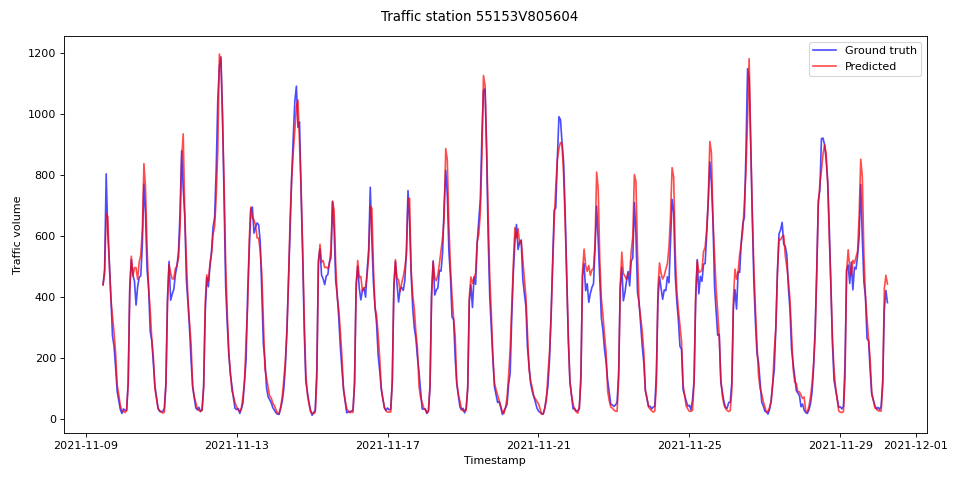 Traffic station 55153V805604
Ground truth
Predicted
Traffic volume
1200
1000
800
600
400
200
0
2021-11-09
2021-11-13
2021-11-17
2021-11-21
2021-11-25
2021-11-29
2021-12-01
Timestamp